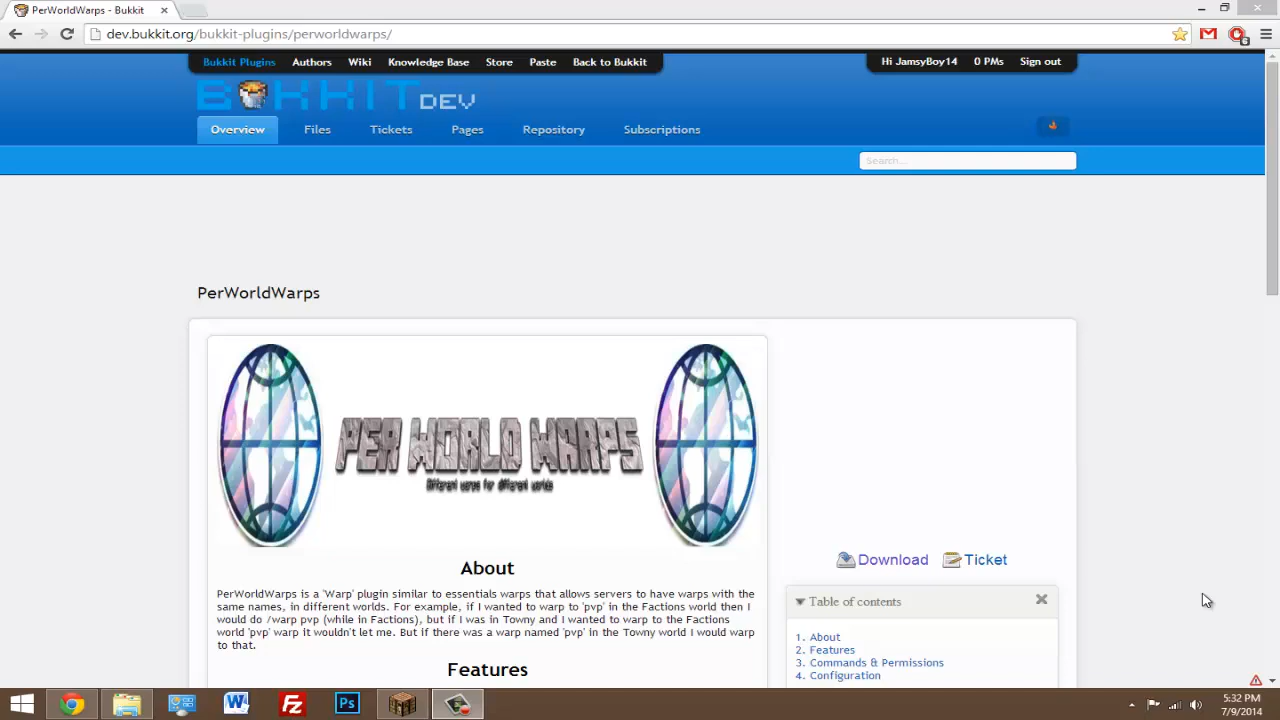 PerWorldWarps - Bukkit
dev.bukkit.org/bukkit-plugins/perworldwarps/
6
Bukkit Plugins Authors Wiki Knowledge Base Store Paste Back to Bukkit
Hi JamsyBoy14 0 PMs Sign out
BUKKIT DEV
Overview Files Tickets Pages Repository Subscriptions
Search...
PerWorldWarps
PER WORLD WARPS
Different warps for different worlds
Download Ticket
About
PerWorldWarps is a 'Warp' plugin similar to essentials warps that allows servers to have warps with the
same names, in different worlds. For example, if I wanted to warp to 'pvp' in the Factions world then I
would do /warp pvp (while in Factions), but if I was in Towny and I wanted to warp to the Factions
world 'pvp' warp it wouldn't let me. But if there was a warp named 'pvp' in the Towny world I would warp
to that.
Features
Table of contents
1. About
2. Features
3. Commands & Permissions
4. Configuration
W
Fz
Ps
5:32 PM
7/9/2014